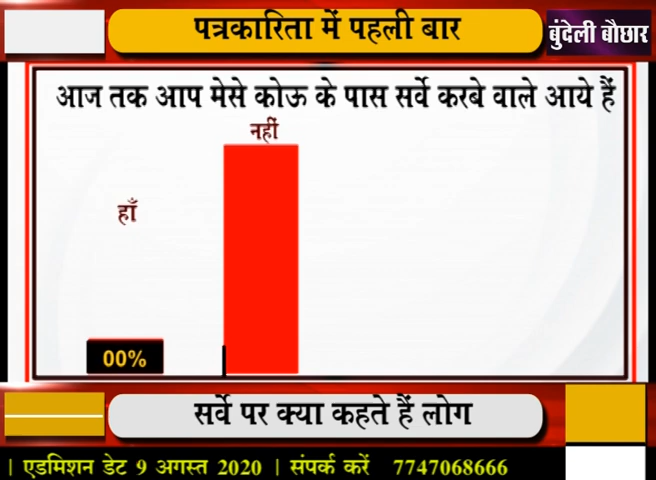 पत्रकारिता में पहली बार
बुंदेली बौछार
आज तक आप मेसे कोऊ के पास सर्वे करबे वाले आये हैं
नहीं
हाँ
00%
सर्वे पर क्या कहते हैं लोग
| एडमिशन डेट 9 अगस्त 2020 | संपर्क करें 7747068666